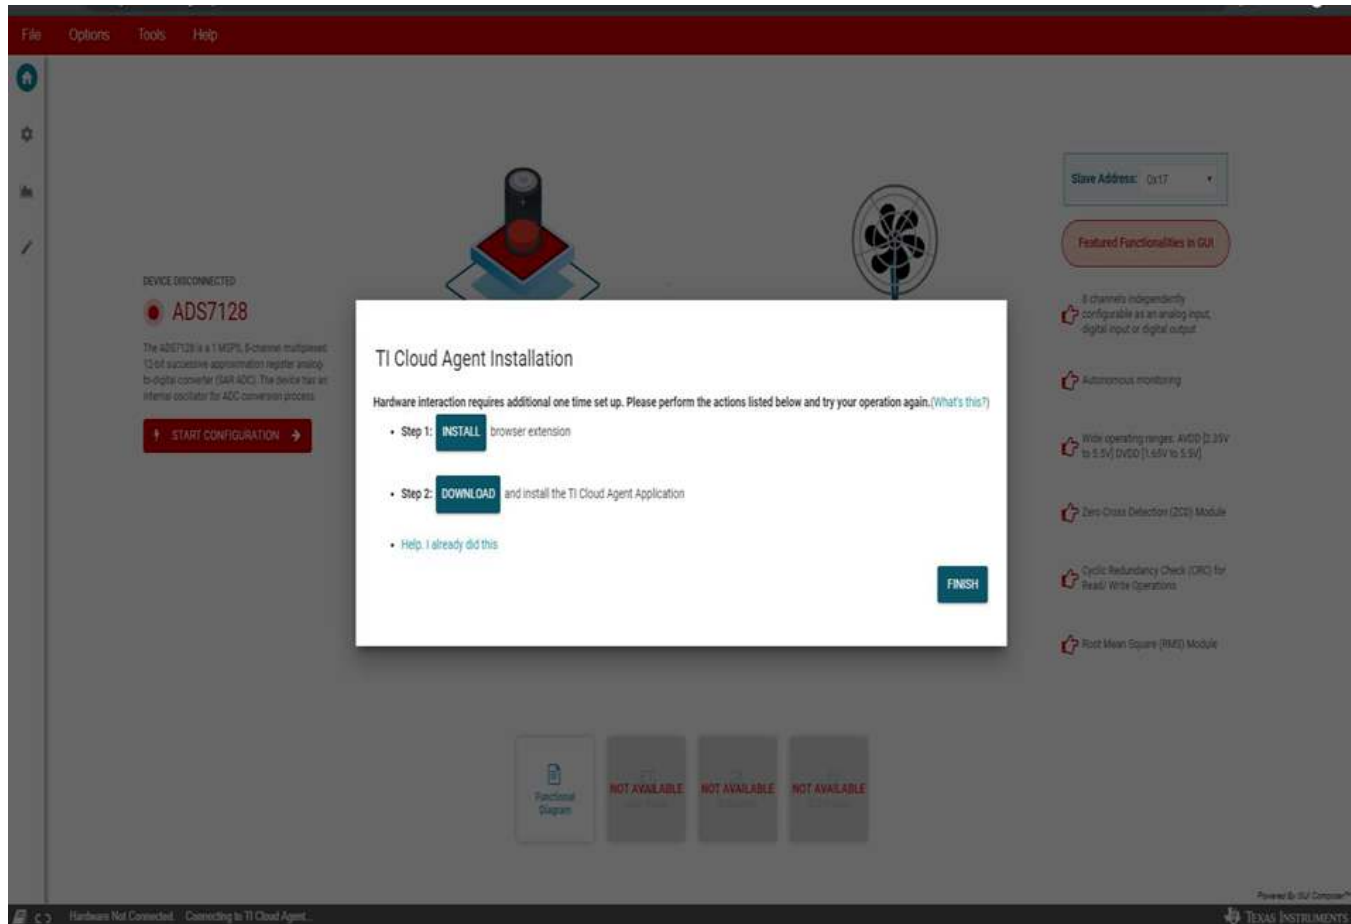 File Options Tools Help
Slave Address: 0x17
Featured Functionalities in GUI
DEVICE DISCONNECTED
ADS7128
The ADS7128 is a 1 MSPS, 8-channel multiplexed
12-bit successive approximation register analog-
to-digital converter (SAR ADC). The device has an
internal oscillator for ADC conversion process.
START CONFIGURATION
8 channels independently
configurable as an analog input,
digital input or digital output
Autonomous monitoring
Wide operating ranges: AVDD [2.35V
to 5.5V] DVDD [1.65V to 5.5V]
Zero Cross Detection (ZCD) Module
Cyclic Redundancy Check (CRC) for
Read/ Write Operations
Root Mean Square (RMS) Module
TI Cloud Agent Installation
Hardware interaction requires additional one time set up. Please perform the actions listed below and try your operation again.(What's this?)
• Step 1: INSTALL browser extension
• Step 2: DOWNLOAD and install the TI Cloud Agent Application
• Help. I already did this
FINISH
Functional
Diagram
NOT AVAILABLE
NOT AVAILABLE
NOT AVAILABLE
Powered By GUI Composer™
Hardware Not Connected. Connecting to TI Cloud Agent...
TEXAS INSTRUMENTS